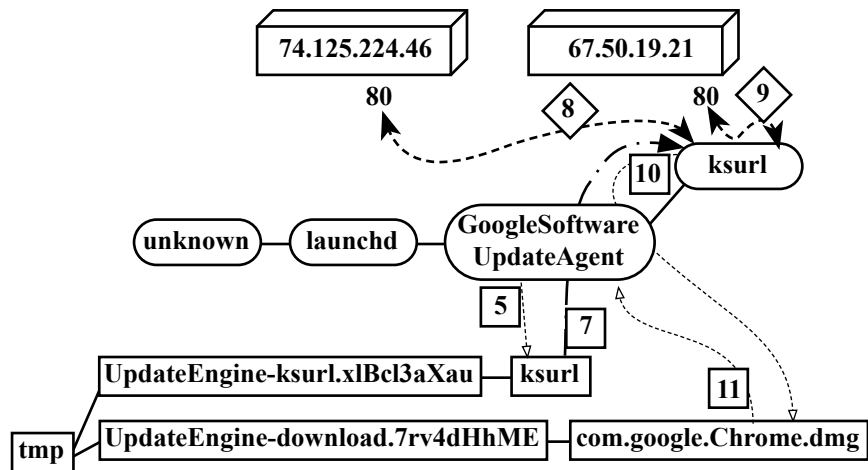 74.125.224.46
67.50.19.21
80
8
80
9
ksurl
10
GoogleSoftware
UpdateAgent
unknown
launchd
5
7
UpdateEngine-ksurl.xlBcl3aXau
ksurl
11
tmp
UpdateEngine-download.7rv4dHhME
com.google.Chrome.dmg